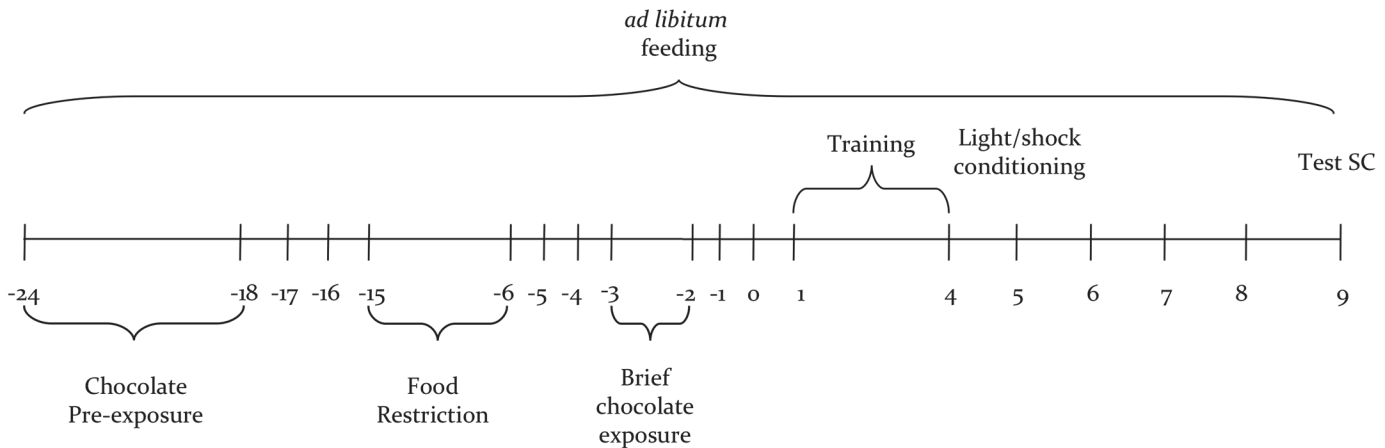 ad libitum
feeding
Training
Light/shock
conditioning
Test SC
-24
-18
-17
-16
-15
-6
-5
-4
-3
-2
-1
0
1
4
5
6
7
8
9
Chocolate
Pre-exposure
Food
Restriction
Brief
chocolate
exposure